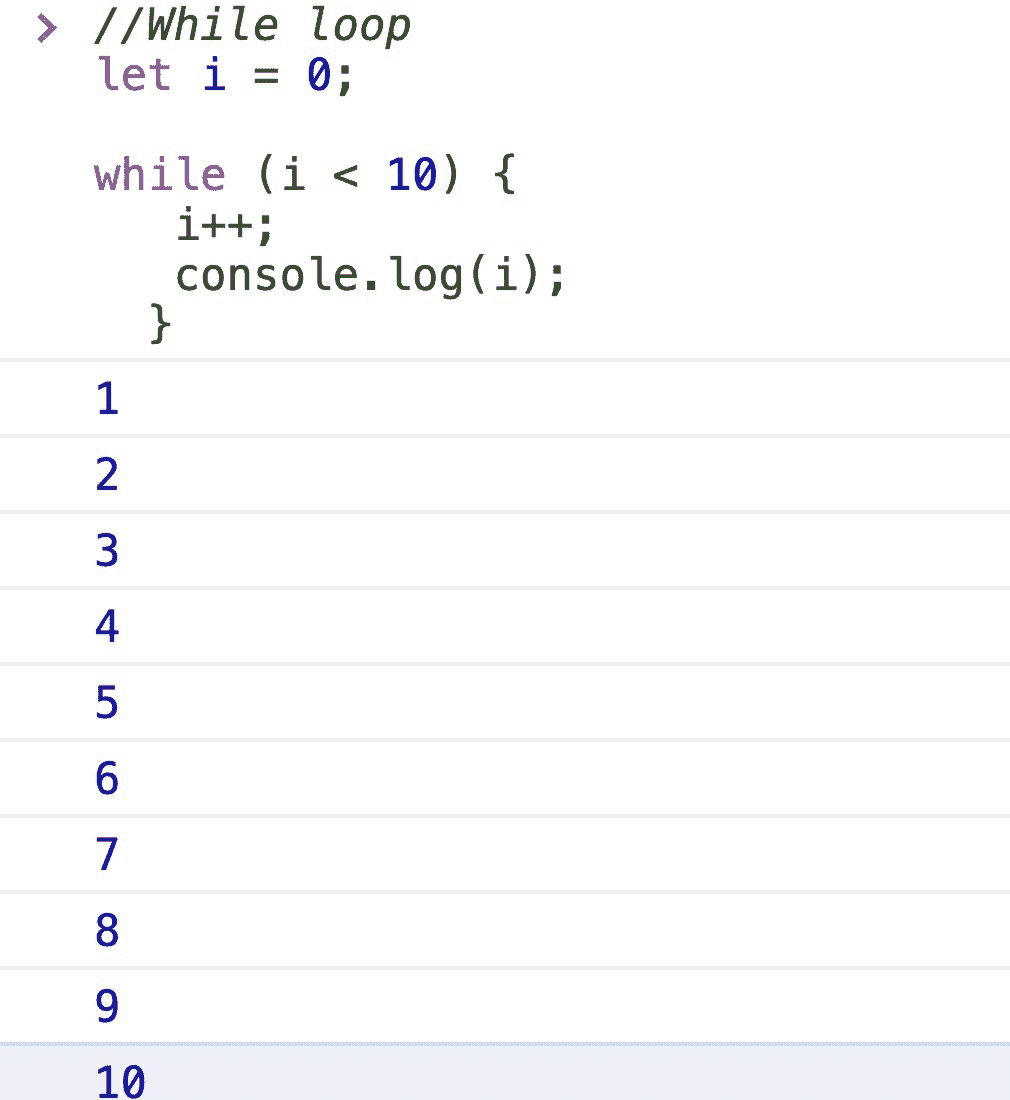 > //While loop
let i = 0;
while (i < 10) {
i++;
console.log(i);
}
1
2
3
4
5
6
7
8
9
10